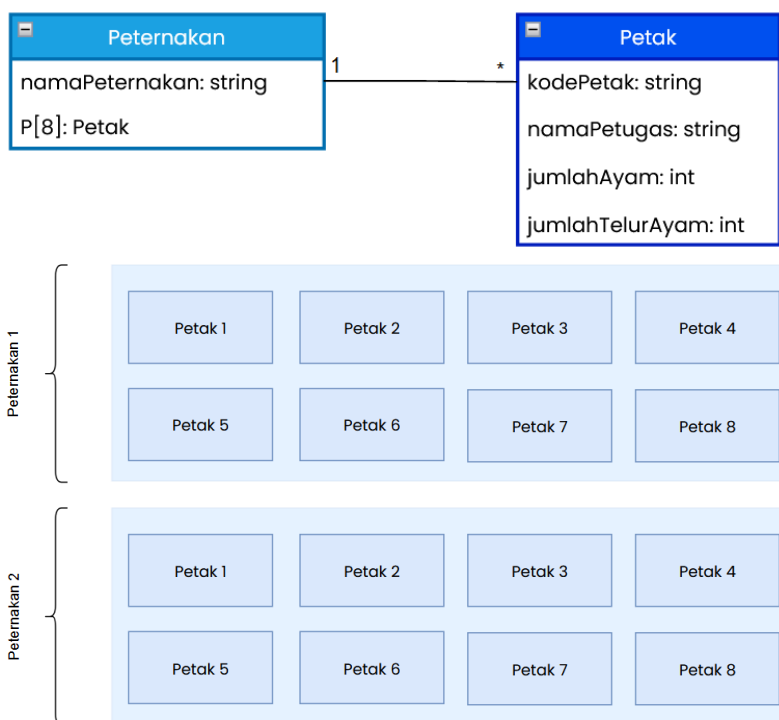 Peternakan
namaPeternakan: string
P[8]: Petak
1
*
Petak
kodePetak: string
namaPetugas: string
jumlahAyam: int
jumlahTelurAyam: int
Peternakan 1
Petak 1
Petak 2
Petak 3
Petak 4
Petak 5
Petak 6
Petak 7
Petak 8
Peternakan 2
Petak 1
Petak 2
Petak 3
Petak 4
Petak 5
Petak 6
Petak 7
Petak 8